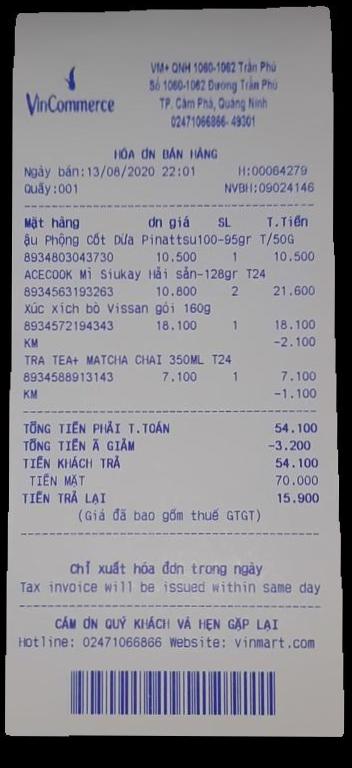 VinCommerce
VM+ QNH 1060-1062 Trần Phú
Số 1060-1062 Đường Trần Phú
TP. Cẩm Phả, Quảng Ninh
02471066866- 49301
HÓA ƠN BÁN HÀNG
Ngày bán:13/08/2020 22:01 H:00064279
Quầy:001 NVBH:09024146
Mặt hàng ơn giá SL T.Tiền
ậu Phộng Cốt Dừa Pinattsu100-95gr T/50G
8934803043730 10.500 1 10.500
ACECOOK Mì Siukay Hải sản-128gr T24
8934563193263 10.800 2 21.600
Xúc xích bò Vissan gói 160g
8934572194343 18.100 1 18.100
KM -2.100
TRA TEA+ MATCHA CHAI 350ML T24
8934588913143 7.100 1 7.100
KM -1.100
TỔNG TIỀN PHẢI T.TOÁN 54.100
TỔNG TIỀN Ã GIẢM -3.200
TIỀN KHÁCH TRẢ 54.100
TIỀN MẶT 70.000
TIỀN TRẢ LẠI 15.900
(Giá đã bao gồm thuế GTGT)
chỉ xuất hóa đơn trong ngày
Tax invoice will be issued within same day
CẢM ƠN QUÝ KHÁCH VÀ HẸN GẶP LẠI
Hotline: 02471066866 Website: vinmart.com